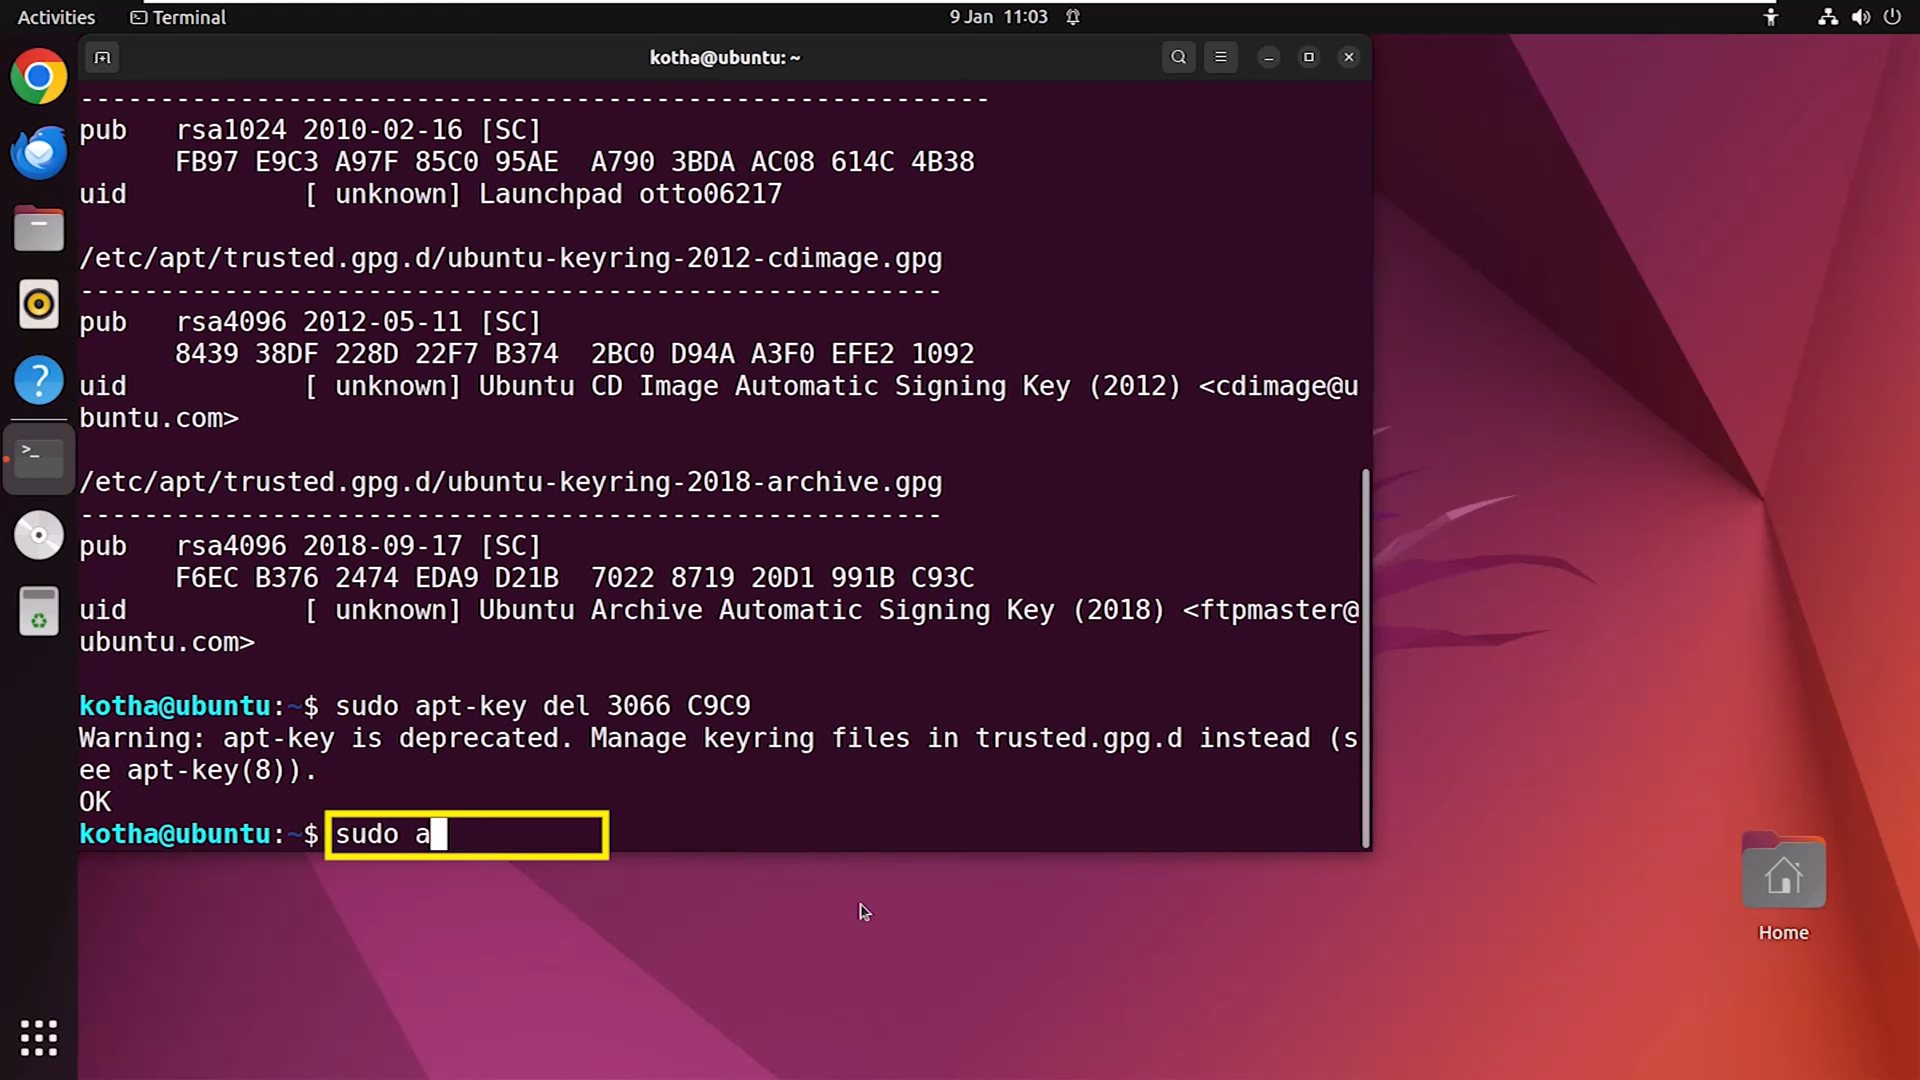 Activities Terminal 9 Jan 11:03
kotha@ubuntu: ~
---------------------------------------------------------
pub   rsa1024 2010-02-16 [SC]
      FB97 E9C3 A97F 85C0 95AE  A790 3BDA AC08 614C 4B38
uid           [ unknown] Launchpad otto06217
/etc/apt/trusted.gpg.d/ubuntu-keyring-2012-cdimage.gpg
------------------------------------------------------
pub   rsa4096 2012-05-11 [SC]
      8439 38DF 228D 22F7 B374  2BC0 D94A A3F0 EFE2 1092
uid           [ unknown] Ubuntu CD Image Automatic Signing Key (2012) <cdimage@u
buntu.com>
/etc/apt/trusted.gpg.d/ubuntu-keyring-2018-archive.gpg
------------------------------------------------------
pub   rsa4096 2018-09-17 [SC]
      F6EC B376 2474 EDA9 D21B  7022 8719 20D1 991B C93C
uid           [ unknown] Ubuntu Archive Automatic Signing Key (2018) <ftpmaster@
ubuntu.com>
kotha@ubuntu:~$ sudo apt-key del 3066 C9C9
Warning: apt-key is deprecated. Manage keyring files in trusted.gpg.d instead (s
ee apt-key(8)).
OK
kotha@ubuntu:~$ sudo a
Home